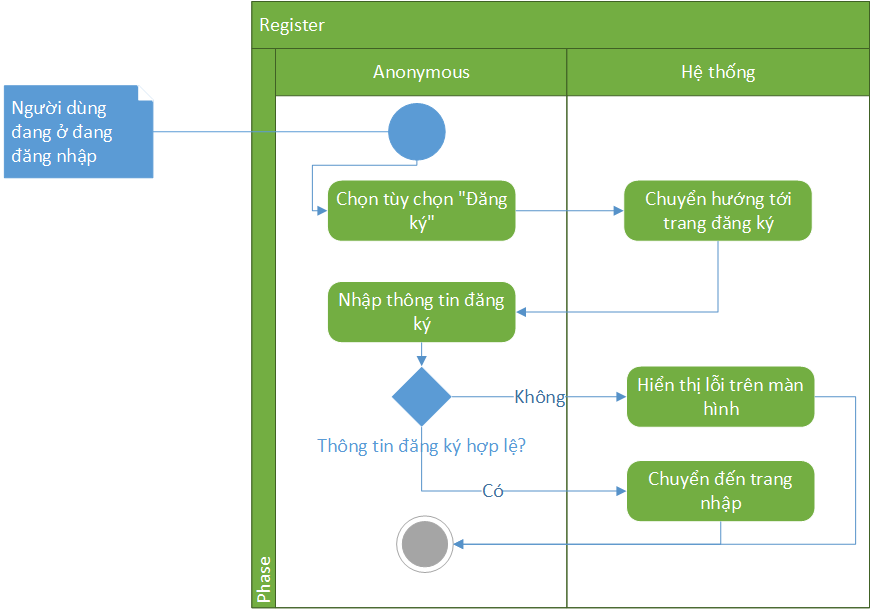 Register
Anonymous
Hệ thống
Người dùng
đang ở đang
đăng nhập
Chọn tùy chọn "Đăng
ký"
Chuyển hướng tới
trang đăng ký
Nhập thông tin đăng
ký
Không
Hiển thị lỗi trên màn
hình
Thông tin đăng ký hợp lệ?
Có
Chuyển đến trang
nhập
Phase